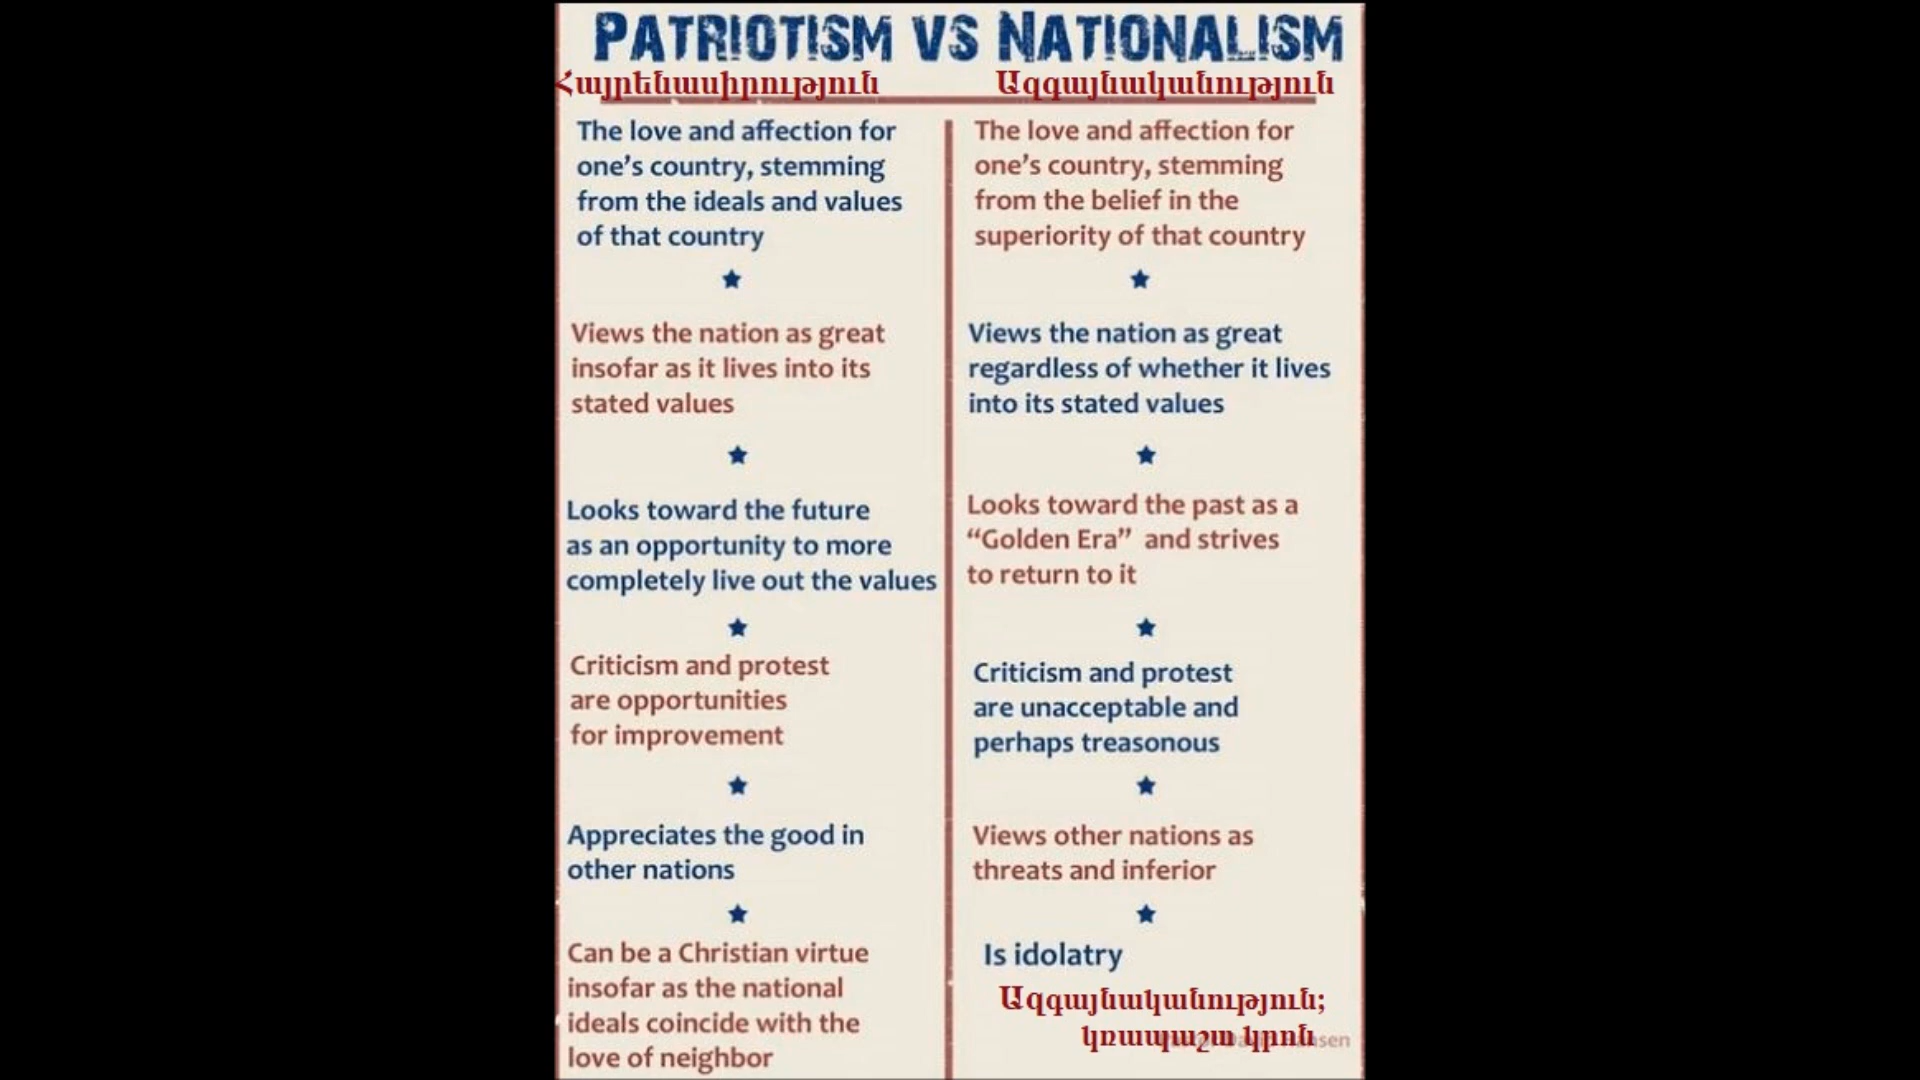 PATRIOTISM VS NATIONALISM
Հայրենասիրություն
Ազգայնականություն
The love and affection for
one's country, stemming
from the ideals and values
of that country
Views the nation as great
insofar as it lives into its
stated values
Looks toward the future
as an opportunity to more
completely live out the values
Criticism and protest
are opportunities
for improvement
Appreciates the good in
other nations
Can be a Christian virtue
insofar as the national
ideals coincide with the
love of neighbor
The love and affection for
one's country, stemming
from the belief in the
superiority of that country
Views the nation as great
regardless of whether it lives
into its stated values
Looks toward the past as a
“Golden Era” and strives
to return to it
Criticism and protest
are unacceptable and
perhaps treasonous
Views other nations as
threats and inferior
Is idolatry
Ազգայնականություն;
կռապաշա կրոն